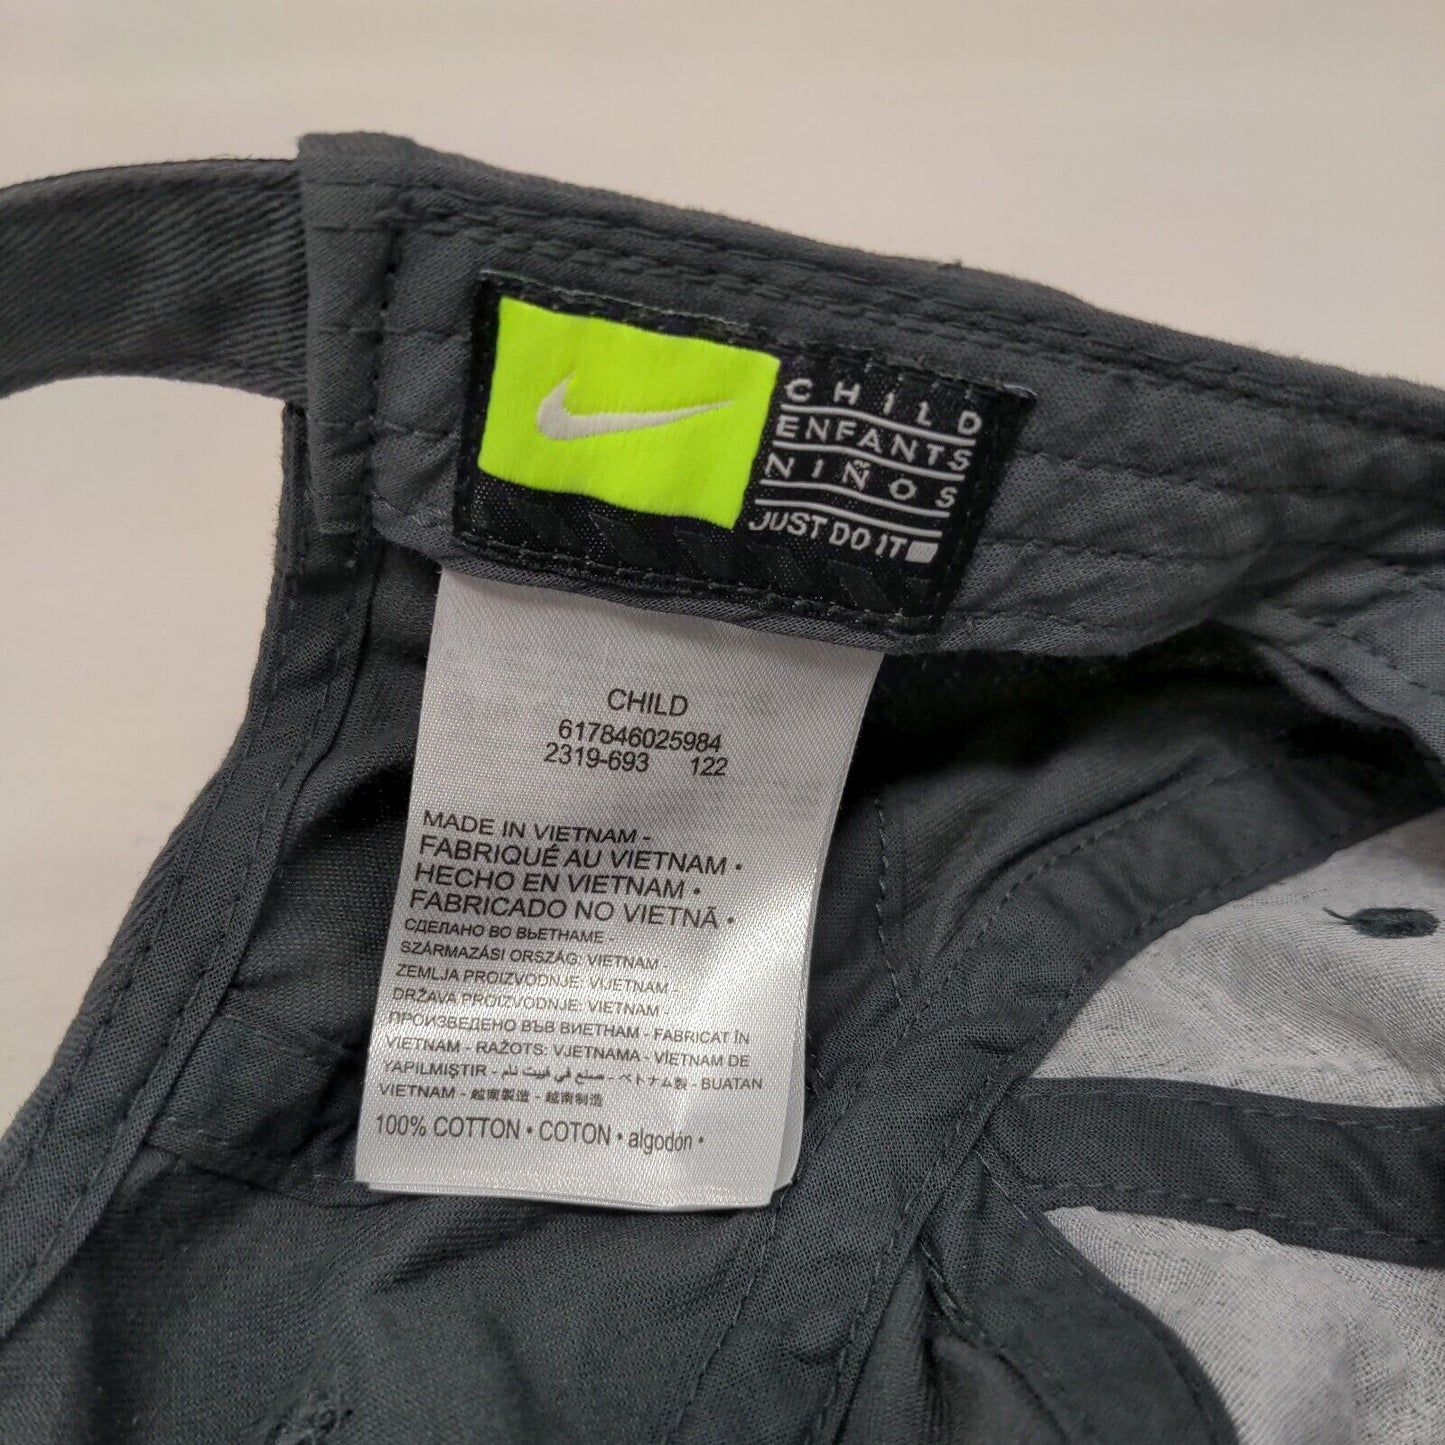 CHILD
ENFANTS
NIÑOS
JUST DO IT
CHILD
617846025984
2319-693 122
MADE IN VIETNAM -
FABRIQUÉ AU VIETNAM •
HECHO EN VIETNAM •
FABRICADO NO VIETNÃ •
СДЕЛАНО ВО ВЬЕТНАМЕ -
SZÁRMAZÁSI ORSZÁG: VIETNAM -
ZEMLJA PROIZVODNJE: VIJETNAM -
DRŽAVA PROIZVODNJE: VIETNAM -
ПРОИЗВЕДЕНО ВЪВ ВИЕТНАМ - FABRICAT ÎN
VIETNAM - RAŽOTS: VJETNAMA - VİETNAM DE
YAPILMIŞTIR - صنع في فييت نام - ベトナム製 - BUATAN
VIETNAM - 越南製造 - 越南制造
100% COTTON • COTON • algodón •